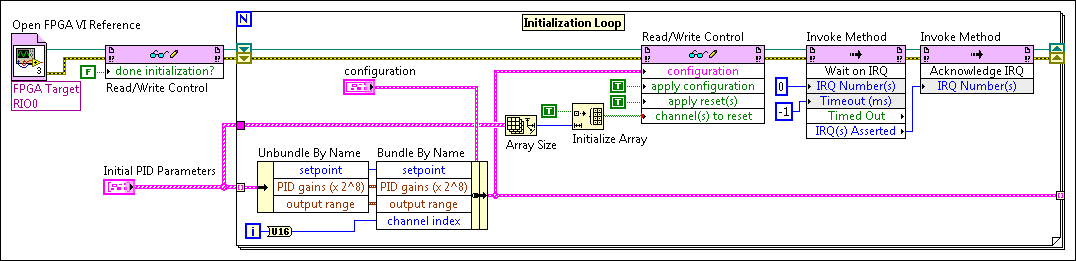 Open FPGA VI Reference
3
FPGA Target
RIO0
F
done initialization?
Read/Write Control
N
Initialization Loop
configuration
Read/Write Control
configuration
apply configuration
apply reset(s)
channel(s) to reset
T
T
T
Array Size
Initialize Array
Invoke Method
Wait on IRQ
IRQ Number(s)
Timeout (ms)
Timed Out
IRQ(s) Asserted
0
-1
Invoke Method
Acknowledge IRQ
IRQ Number(s)
Initial PID Parameters
Unbundle By Name
setpoint
PID gains (x 2^8)
output range
Bundle By Name
setpoint
PID gains (x 2^8)
output range
channel index
i
U16